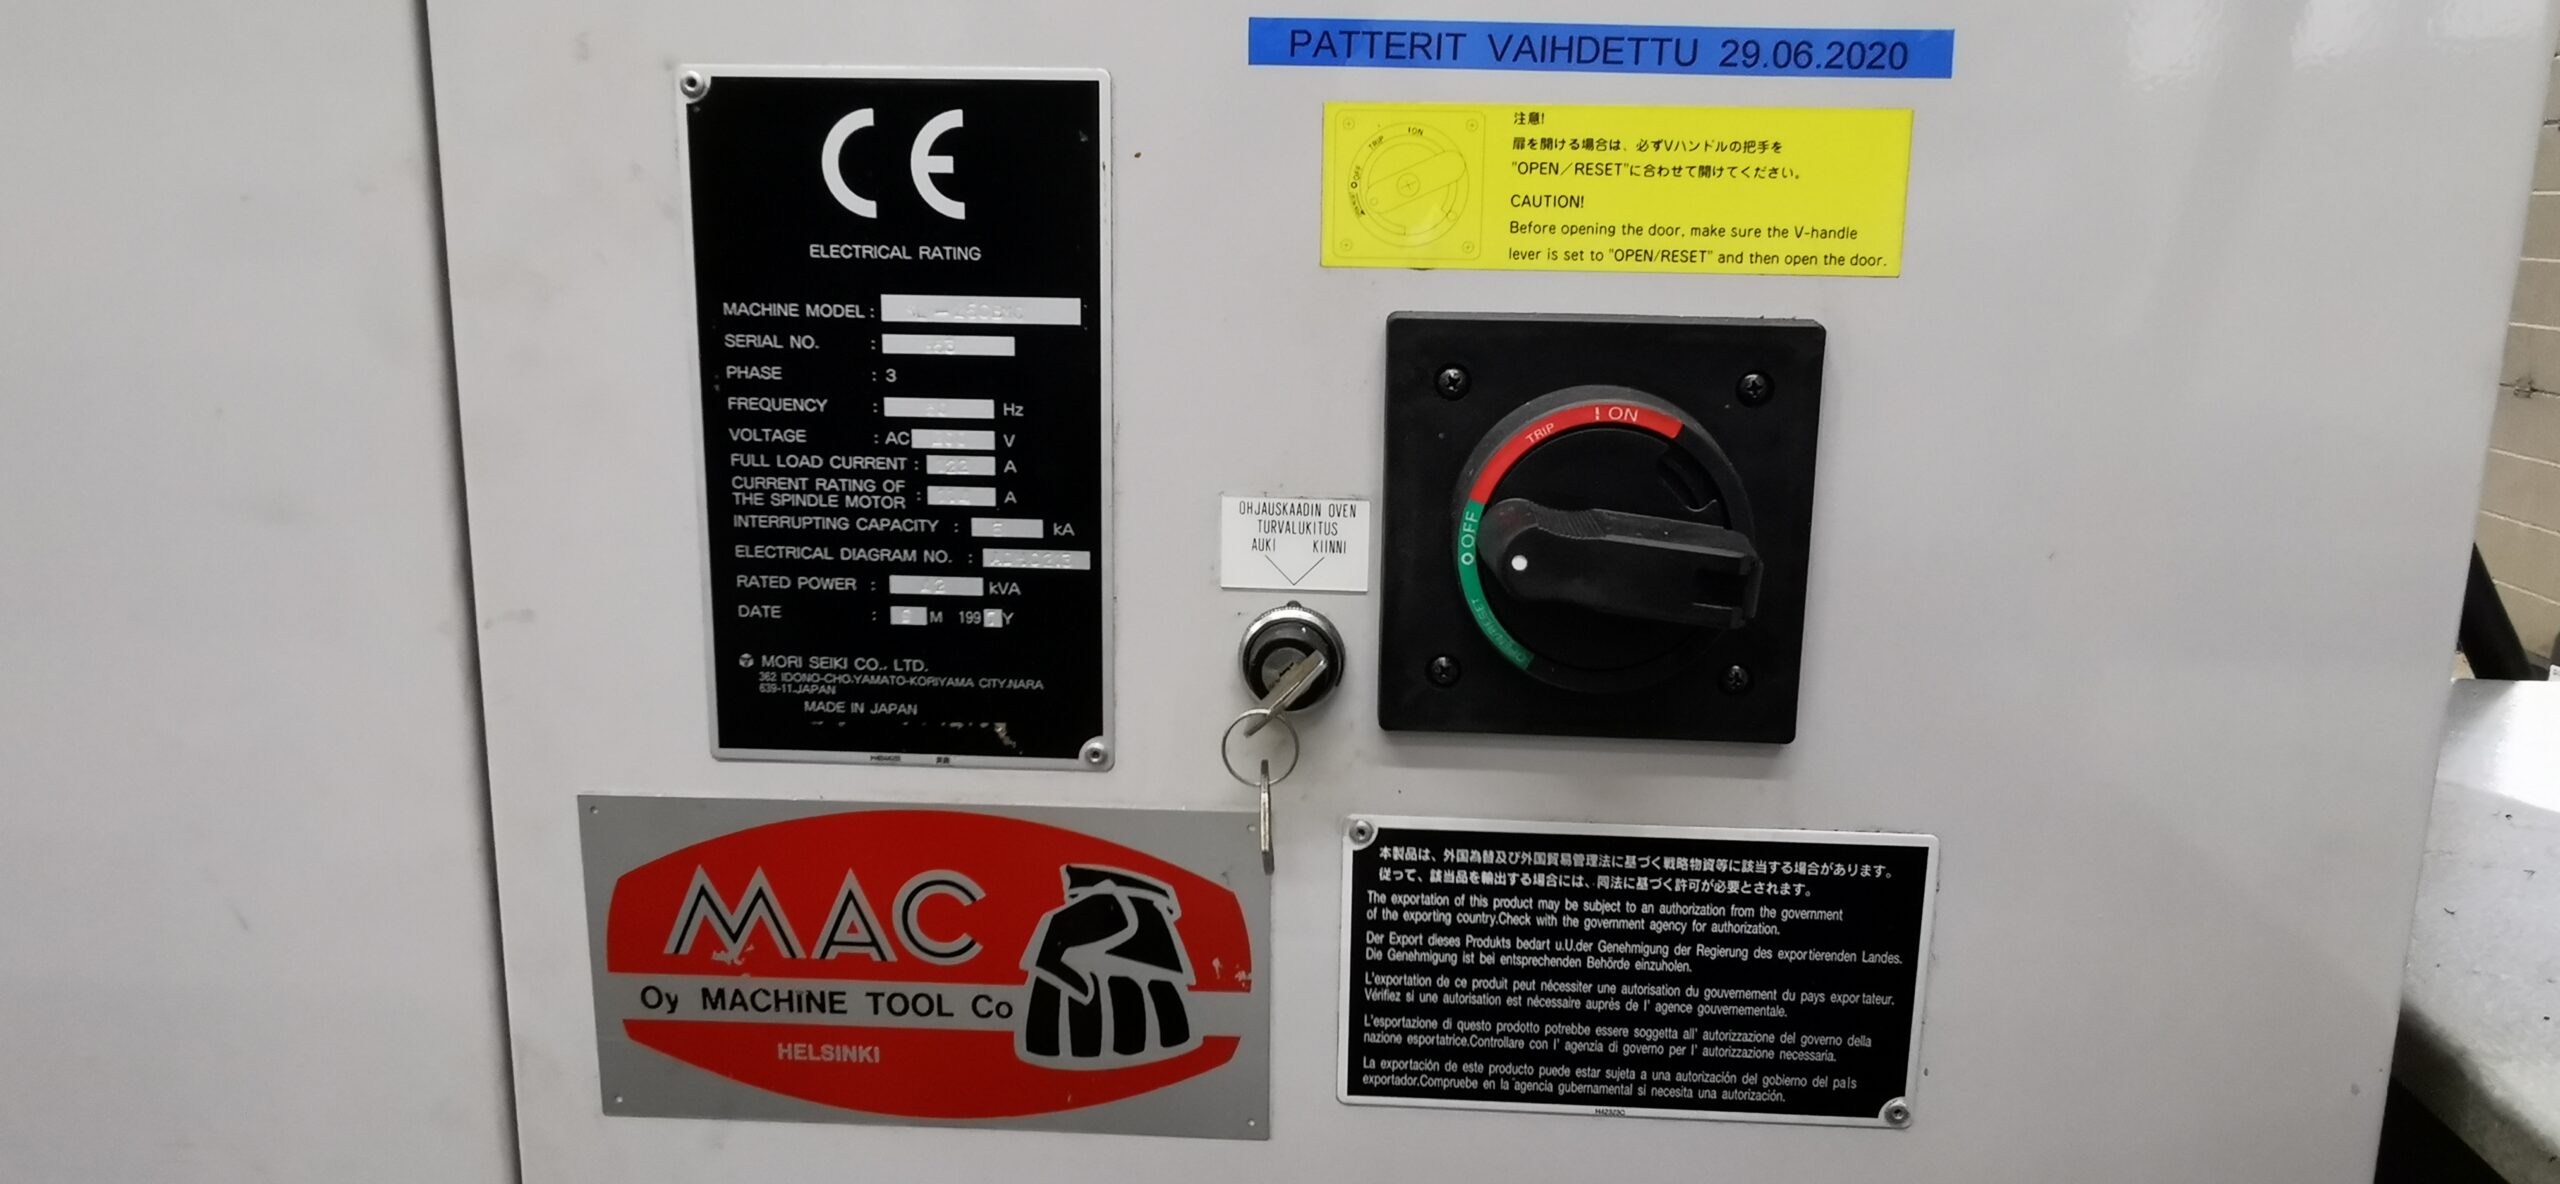 PATTERIT VAIHDETTU 29.06.2020
CE
ELECTRICAL RATING
MACHINE MODEL :
SERIAL NO. :
PHASE : 3
FREQUENCY : Hz
VOLTAGE : AC V
FULL LOAD CURRENT : A
CURRENT RATING OF
THE SPINDLE MOTOR : A
INTERRUPTING CAPACITY : kA
ELECTRICAL DIAGRAM NO. :
RATED POWER : kVA
DATE : M 199 Y
MORI SEIKI CO., LTD.
362 IDONO-CHO,YAMATO-KORIYAMA CITY,NARA
639-11,JAPAN
MADE IN JAPAN
注意!
扉を開ける場合は、必ずVハンドルの把手を
"OPEN/RESET"に合わせて開けてください。
CAUTION!
Before opening the door, make sure the V-handle
lever is set to "OPEN/RESET" and then open the door.
I ON
TRIP
O OFF
OPEN/RESET
I ON
TRIP
O OFF
OPEN/RESET
OHJAUSKAADIN OVEN
TURVALUKITUS
AUKI KIINNI
MAC
Oy MACHINE TOOL Co
HELSINKI
本製品は、外国為替及び外国貿易管理法に基づく戦略物資等に該当する場合があります。
従って、該当品を輸出する場合には、同法に基づく許可が必要とされます。
The exportation of this product may be subject to an authorization from the government
of the exporting country.Check with the government agency for authorization.
Der Export dieses Produkts bedart u.U.der Genehmigung der Regierung des exportierenden Landes.
Die Genehmigung ist bei entsprechenden Behörde einzuholen.
L'exportation de ce produit peut nécessiter une autorisation du gouvernement du pays exportateur.
Vérifiez si une autorisation est nécessaire auprès de l' agence gouvernementale.
L'esportazione di questo prodotto potrebbe essere soggetta all' autorizzazione del governo della
nazione esportatrice.Controllare con l' agenzia di governo per l' autorizzazione necessaria.
La exportación de este producto puede estar sujeta a una autorización del gobierno del país
exportador.Compruebe en la agencia gubernamental si necesita una autorización.